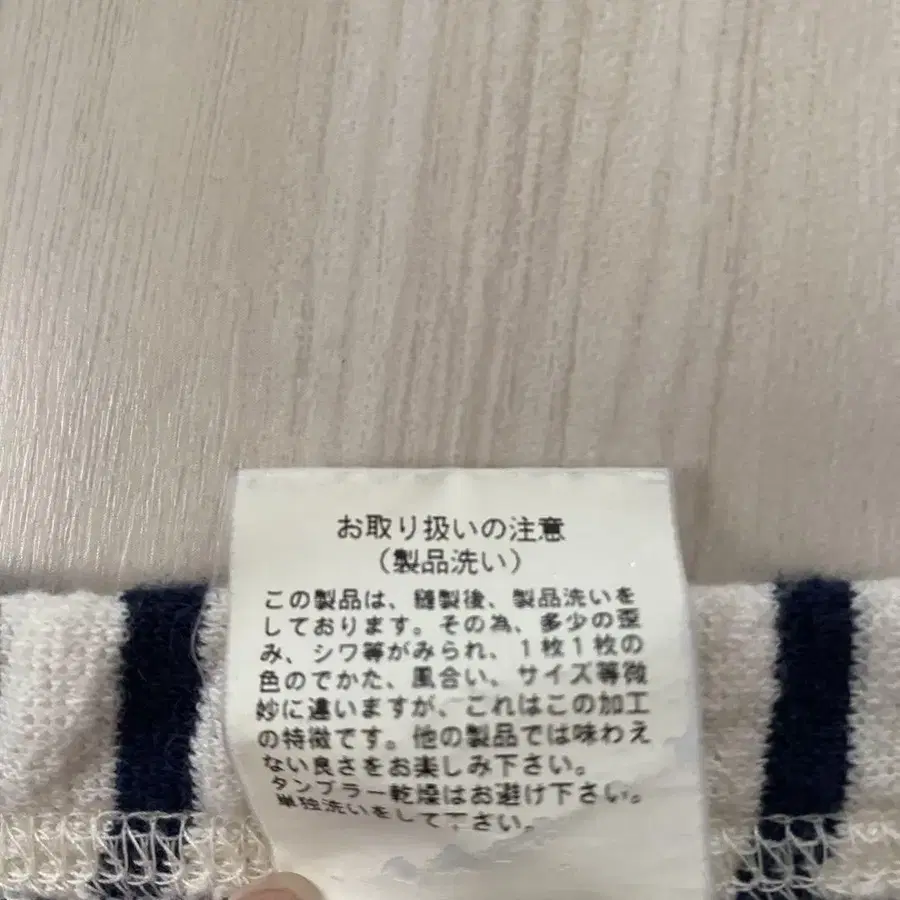 お取り扱いの注意
(製品洗い)
この製品は、縫製後、製品洗いを
しております。その為、多少の歪
み、シワ等がみられ、1枚1枚の
色のでかた、風合い、サイズ等微
妙に違いますが、これはこの加工
の特徴です。他の製品では味わえ
ない良さをお楽しみ下さい。
タンブラー乾燥はお避け下さい。
単独洗いをして下さい。